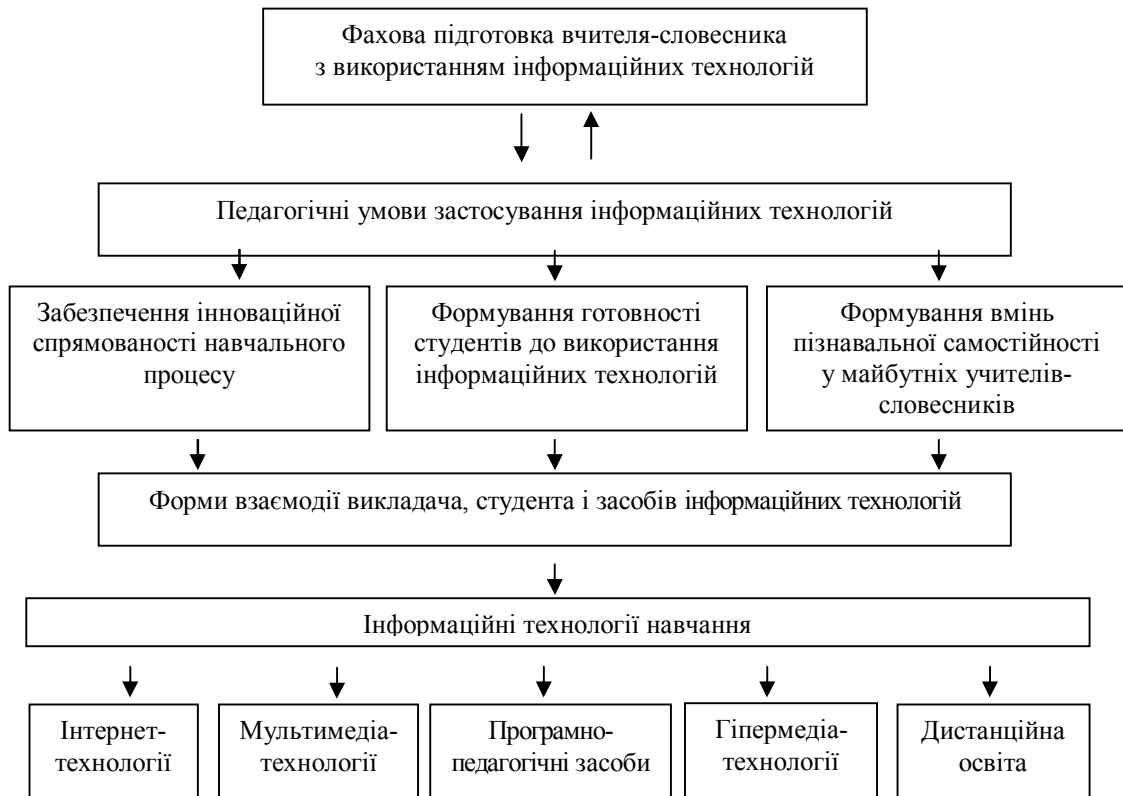 Фахова підготовка вчителя-словесника
з використанням інформаційних технологій
Педагогічні умови застосування інформаційних технологій
Забезпечення інноваційної
спрямованості навчального
процесу
Формування готовності
студентів до використання
інформаційних технологій
Формування вмінь
пізнавальної самостійності
у майбутніх учителів-
словесників
Форми взаємодії викладача, студента і засобів інформаційних технологій
Інформаційні технології навчання
Інтернет-
технології
Мультимедіа-
технології
Програмно-
педагогічні засоби
Гіпермедіа-
технології
Дистанційна
освіта